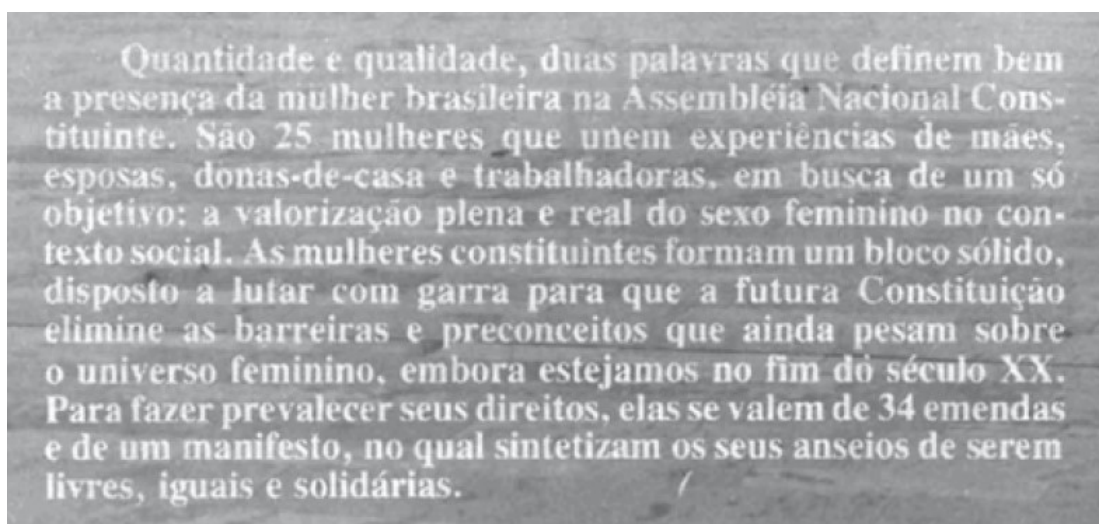 Quantidade e qualidade, duas palavras que definem bem
a presença da mulher brasileira na Assembléia Nacional Cons-
tituinte. São 25 mulheres que unem experiências de mães,
esposas, donas-de-casa e trabalhadoras, em busca de um só
objetivo: a valorização plena e real do sexo feminino no con-
texto social. As mulheres constituintes formam um bloco sólido,
disposto a lutar com garra para que a futura Constituição
elimine as barreiras e preconceitos que ainda pesam sobre
o universo feminino, embora estejamos no fim do século XX.
Para fazer prevalecer seus direitos, elas se valem de 34 emendas
e de um manifesto, no qual sintetizam os seus anseios de serem
livres, iguais e solidárias.